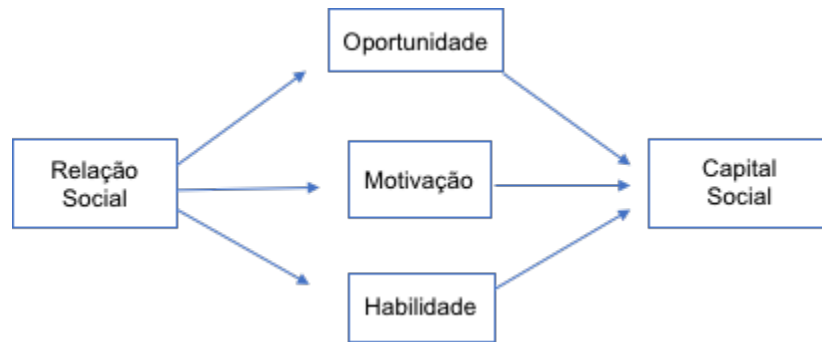 Oportunidade
Relação
Social
Motivação
Capital
Social
Habilidade